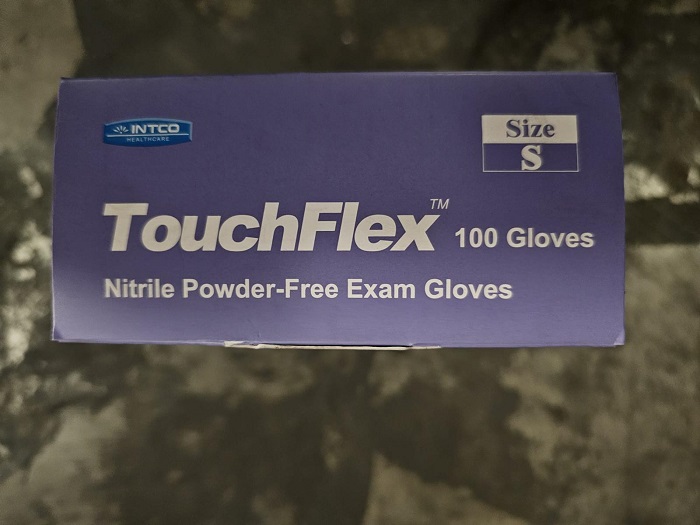 INTCO
HEALTHCARE
Size
S
TouchFlex™ 100 Gloves
Nitrile Powder-Free Exam Gloves